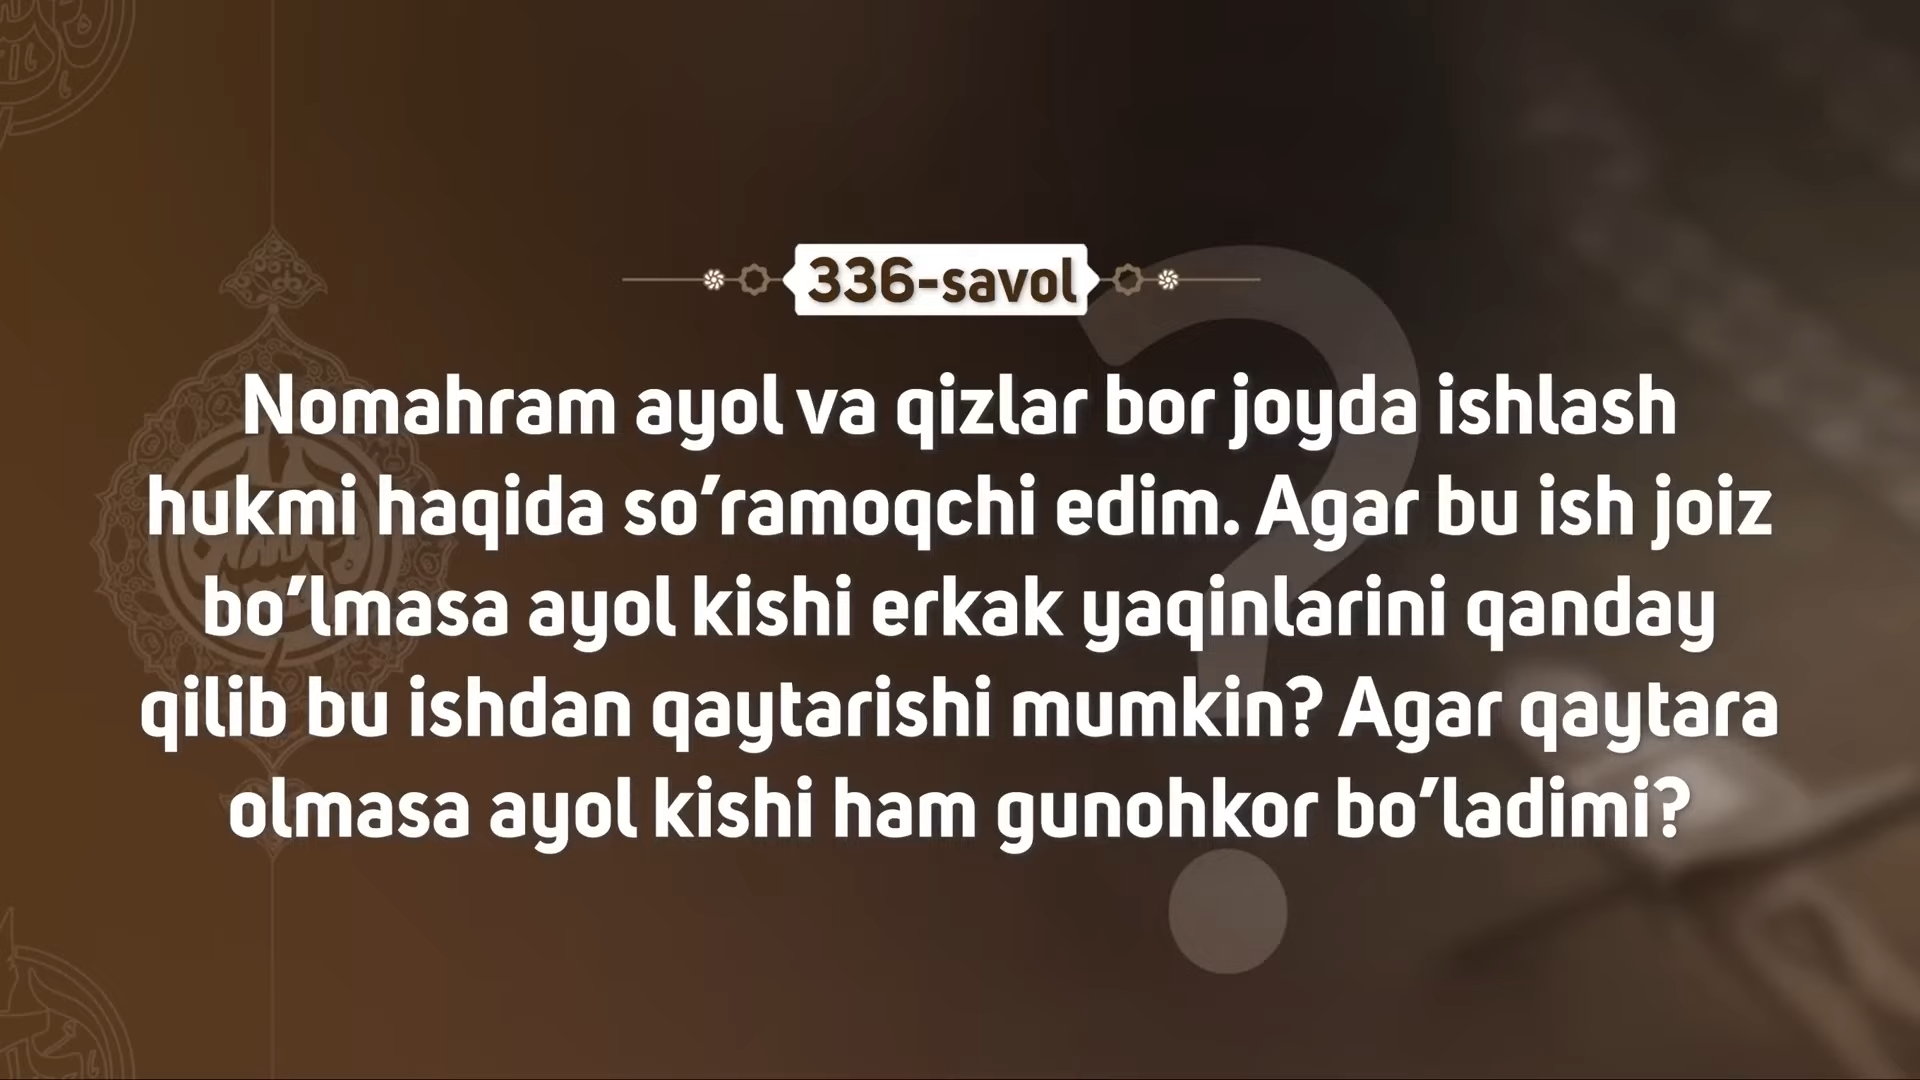 336-savol
Nomahram ayol va qizlar bor joyda ishlash
hukmi haqida so’ramoqchi edim. Agar bu ish joiz
bo’lmasa ayol kishi erkak yaqinlarini qanday
qilib bu ishdan qaytarishi mumkin? Agar qaytara
olmasa ayol kishi ham gunohkor bo’ladimi?